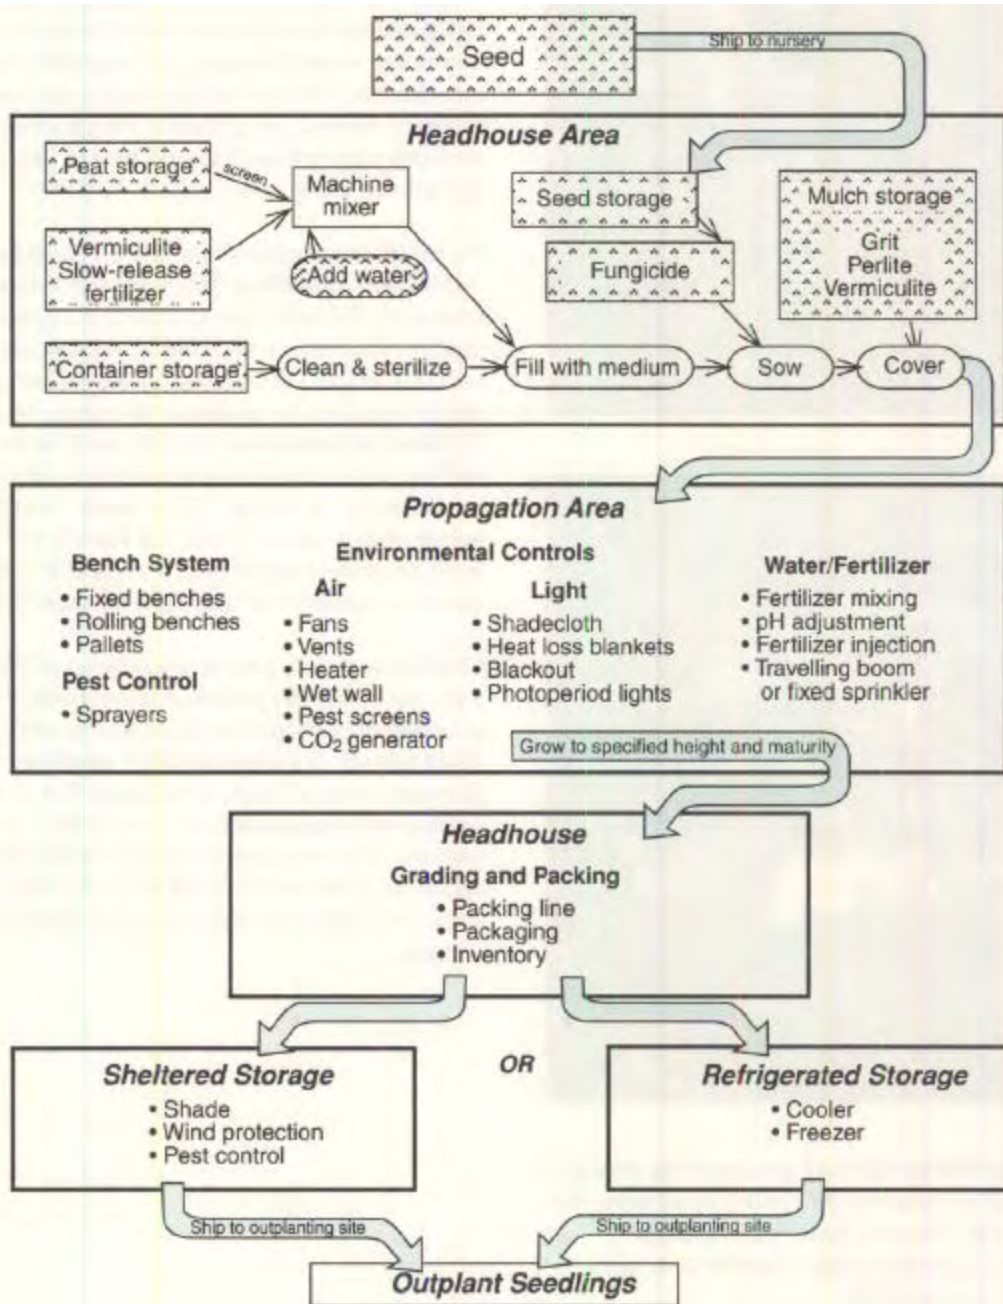 Seed
Ship to nursery
Headhouse Area
Peat storage
screen
Machine
mixer
Vermiculite
Slow-release
fertilizer
Add water
Seed storage
Fungicide
Mulch storage
Grit
Perlite
Vermiculite
Container storage
Clean & sterilize
Fill with medium
Sow
Cover
Propagation Area
Bench System
• Fixed benches
• Rolling benches
• Pallets
Pest Control
• Sprayers
Environmental Controls
Air
• Fans
• Vents
• Heater
• Wet wall
• Pest screens
• CO₂ generator
Light
• Shadecloth
• Heat loss blankets
• Blackout
• Photoperiod lights
Water/Fertilizer
• Fertilizer mixing
• pH adjustment
• Fertilizer injection
• Travelling boom
or fixed sprinkler
Grow to specified height and maturity
Headhouse
Grading and Packing
• Packing line
• Packaging
• Inventory
Sheltered Storage
• Shade
• Wind protection
• Pest control
OR
Refrigerated Storage
• Cooler
• Freezer
Ship to outplanting site
Ship to outplanting site
Outplant Seedlings